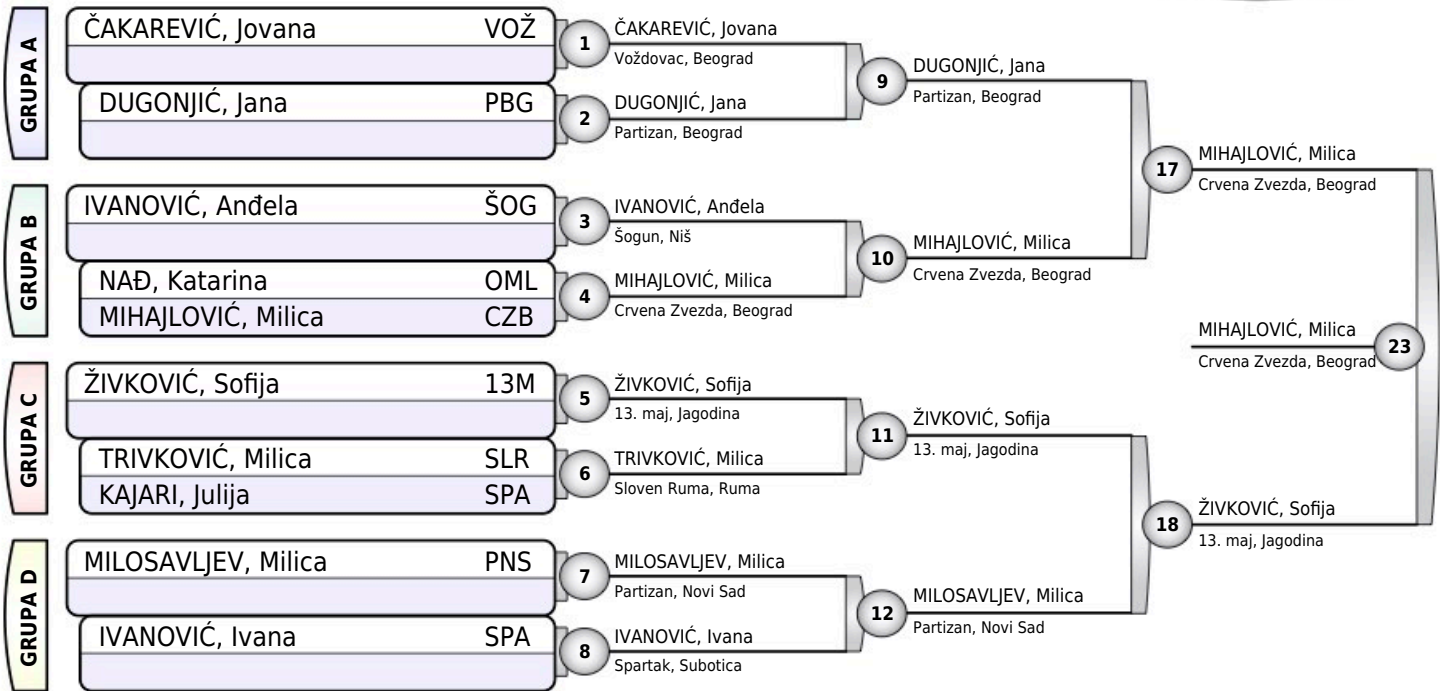 GRUPA A
ČAKAREVIĆ, Jovana VOŽ
DUGONJIĆ, Jana PBG
1
ČAKAREVIĆ, Jovana
Voždovac, Beograd
2
DUGONJIĆ, Jana
Partizan, Beograd
9
DUGONJIĆ, Jana
Partizan, Beograd
GRUPA B
IVANOVIĆ, Anđela ŠOG
NAĐ, Katarina OML
MIHAJLOVIĆ, Milica CZB
3
IVANOVIĆ, Anđela
Šogun, Niš
4
MIHAJLOVIĆ, Milica
Crvena Zvezda, Beograd
10
MIHAJLOVIĆ, Milica
Crvena Zvezda, Beograd
17
MIHAJLOVIĆ, Milica
Crvena Zvezda, Beograd
MIHAJLOVIĆ, Milica
Crvena Zvezda, Beograd
23
GRUPA C
ŽIVKOVIĆ, Sofija 13M
TRIVKOVIĆ, Milica SLR
KAJARI, Julija SPA
5
ŽIVKOVIĆ, Sofija
13. maj, Jagodina
6
TRIVKOVIĆ, Milica
Sloven Ruma, Ruma
11
ŽIVKOVIĆ, Sofija
13. maj, Jagodina
GRUPA D
MILOSAVLJEV, Milica PNS
IVANOVIĆ, Ivana SPA
7
MILOSAVLJEV, Milica
Partizan, Novi Sad
8
IVANOVIĆ, Ivana
Spartak, Subotica
12
MILOSAVLJEV, Milica
Partizan, Novi Sad
18
ŽIVKOVIĆ, Sofija
13. maj, Jagodina